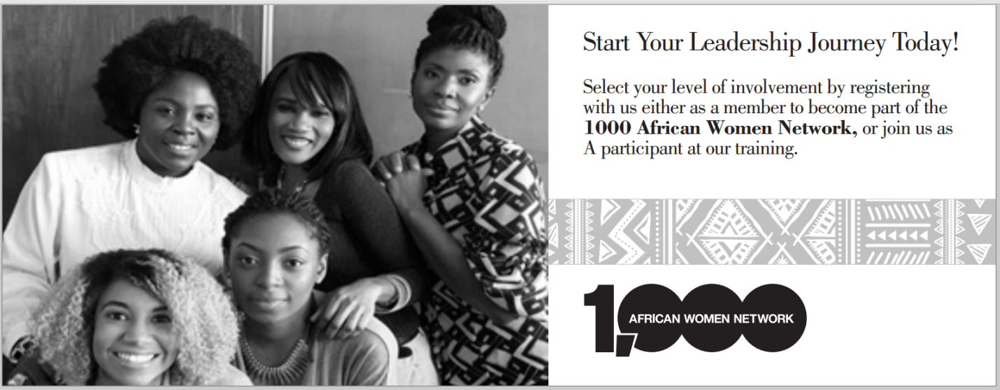 Start Your Leadership Journey Today!
Select your level of involvement by registering
with us either as a member to become part of the
1000 African Women Network, or join us as
A participant at our training.
1,000
AFRICAN WOMEN NETWORK